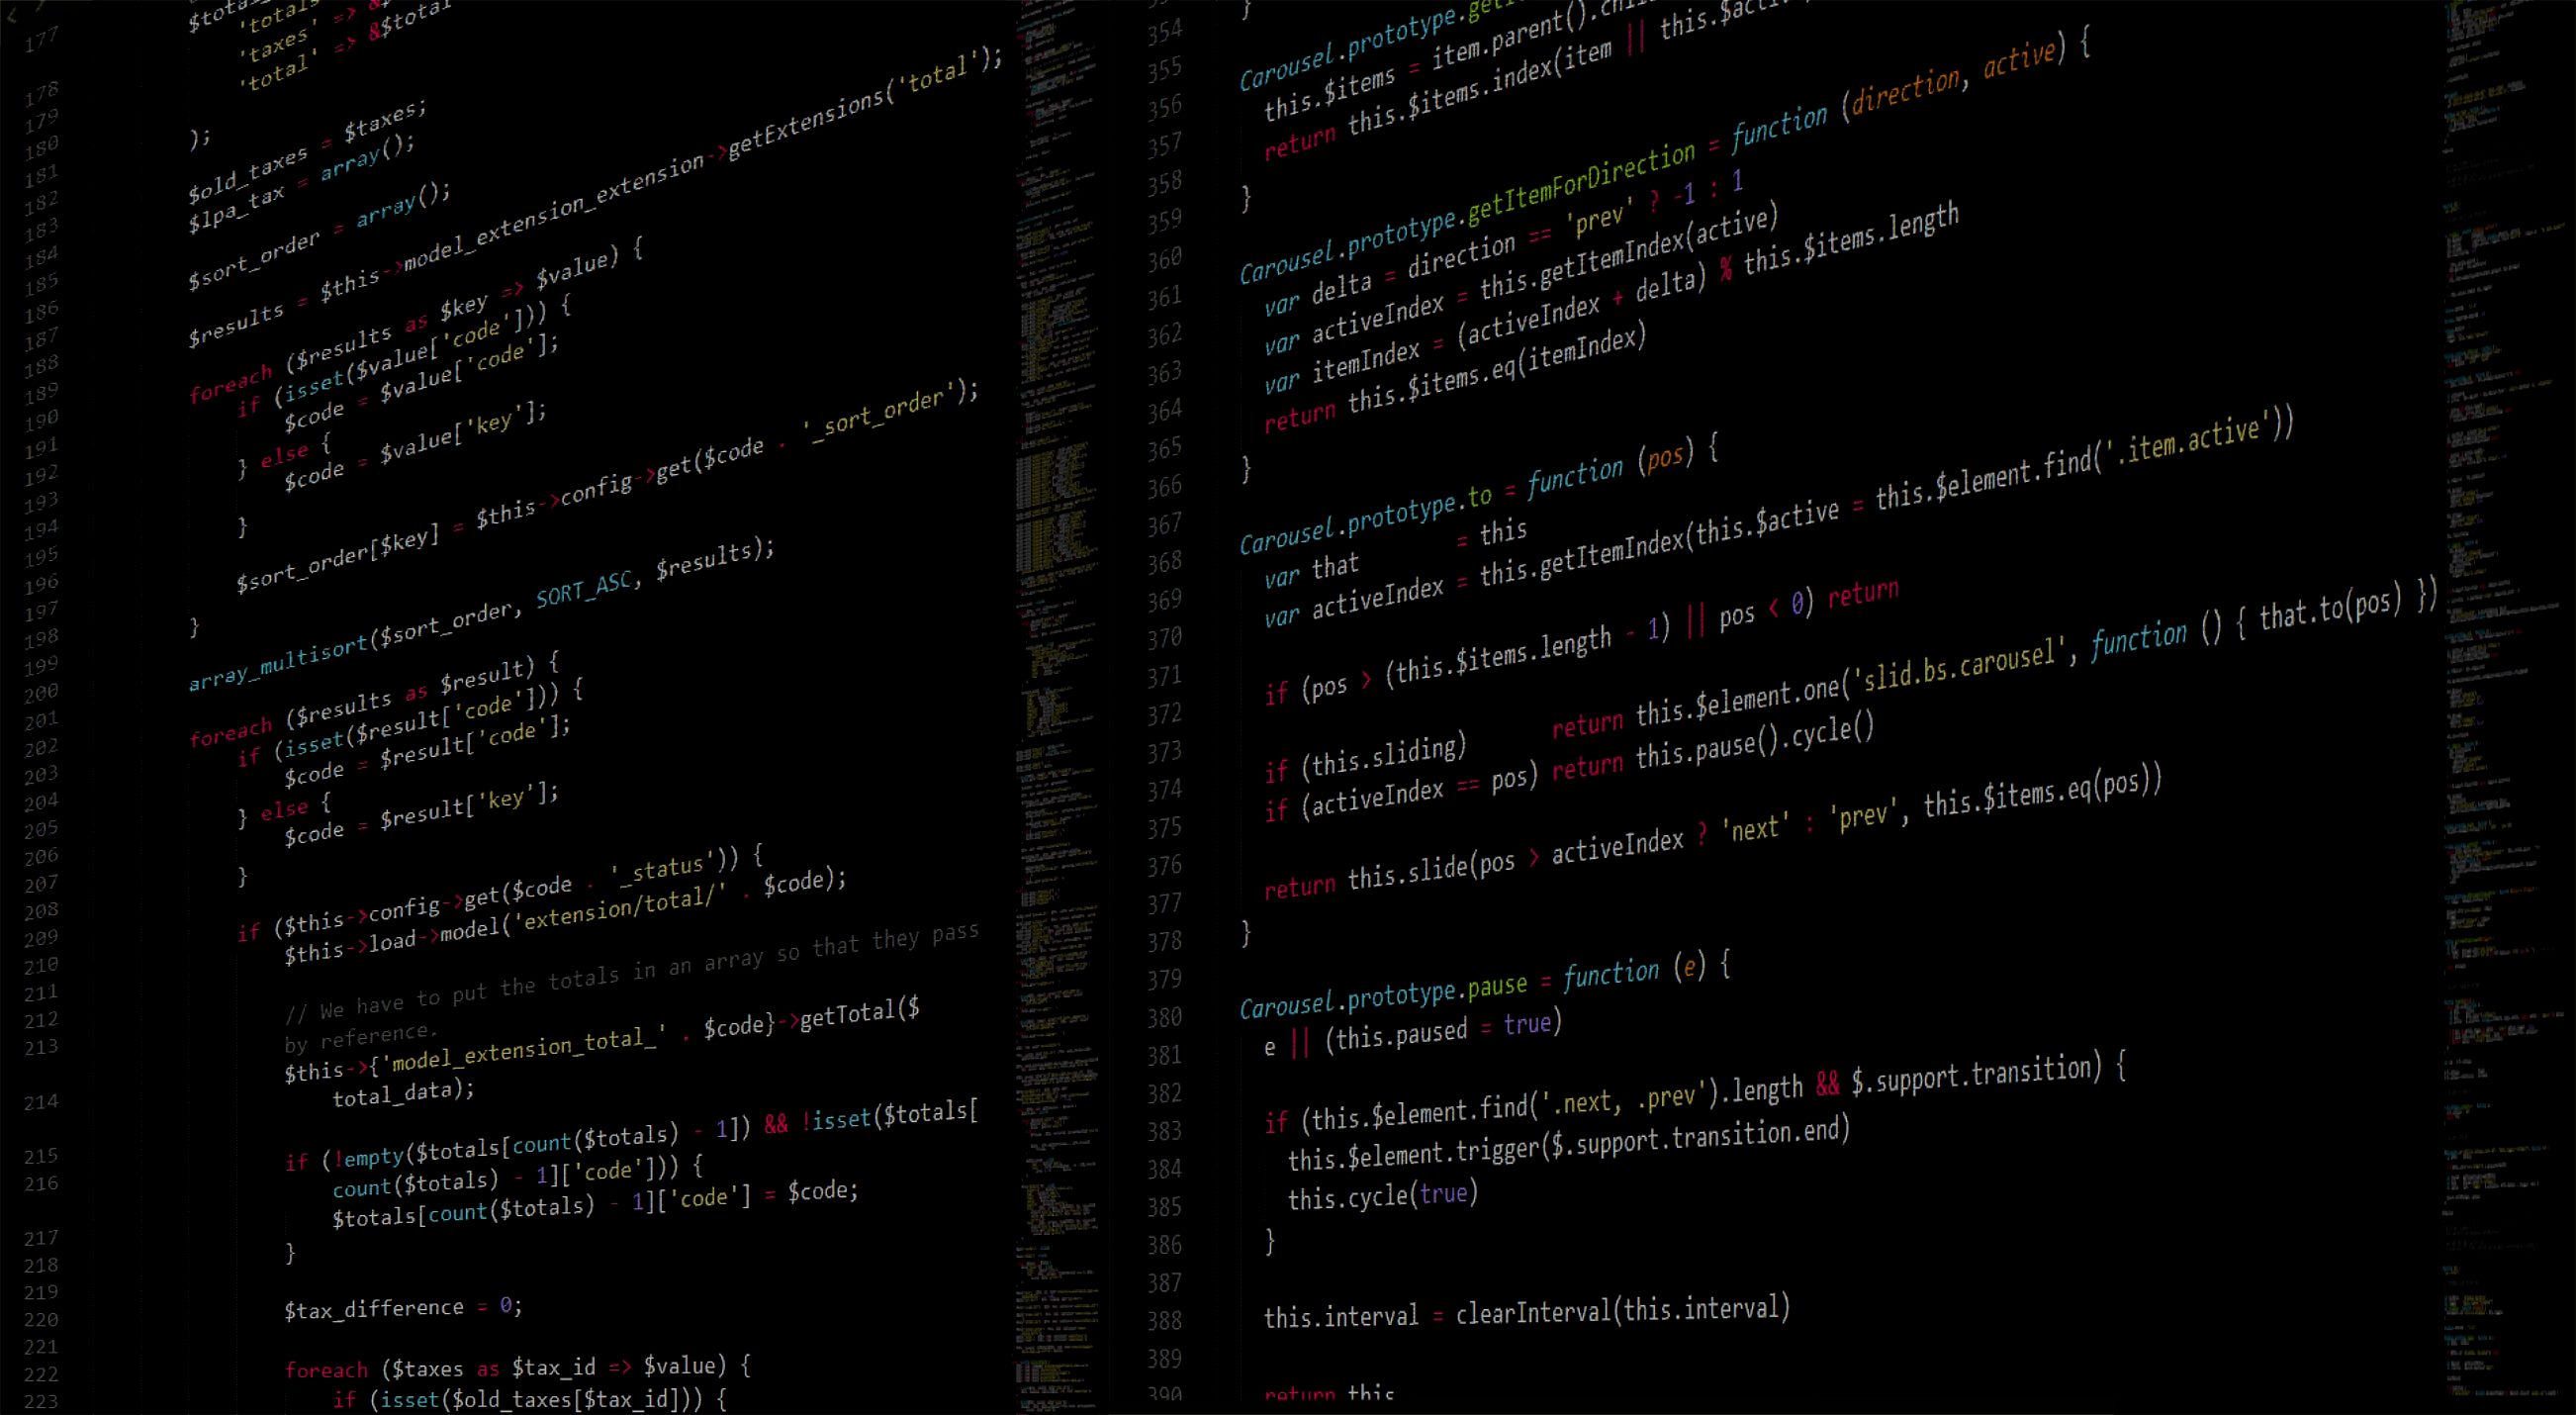 178 $total_
179 'totals
180 'taxes' => &$
181 'total' => &$total
182 );
183
184 $old_taxes = $taxes;
185 $lpa_tax = array();
186
187 $sort_order = array();
188
189 $results = $this->model_extension_extension->getExtensions('total');
190
191 foreach ($results as $key => $value) {
192 if (isset($value['code'])) {
193 $code = $value['code'];
194 } else {
195 $code = $value['key'];
196 }
197
198 $sort_order[$key] = $this->config->get($code . '_sort_order');
199 }
200
201 array_multisort($sort_order, SORT_ASC, $results);
202
203 foreach ($results as $result) {
204 if (isset($result['code'])) {
205 $code = $result['code'];
206 } else {
207 $code = $result['key'];
208 }
209
210 if ($this->config->get($code . '_status')) {
211 $this->load->model('extension/total/' . $code);
212
213 // We have to put the totals in an array so that they pass
by reference.
214 $this->{'model_extension_total_' . $code}->getTotal($
total_data);
215
216 if (!empty($totals[count($totals) - 1]) && !isset($totals[
count($totals) - 1]['code'])) {
217 $totals[count($totals) - 1]['code'] = $code;
218 }
219
220 $tax_difference = 0;
221
222 foreach ($taxes as $tax_id => $value) {
223 if (isset($old_taxes[$tax_id])) {
}
354
355 Carousel.prototype.getI
356 this.$items = item.parent().chil
357 return this.$items.index(item || this.$act
358 }
359
360 Carousel.prototype.getItemForDirection = function (direction, active) {
361 var delta = direction == 'prev' ? -1 : 1
362 var activeIndex = this.getItemIndex(active)
363 var itemIndex = (activeIndex + delta) % this.$items.length
364 return this.$items.eq(itemIndex)
365 }
366
367 Carousel.prototype.to = function (pos) {
368 var that = this
369 var activeIndex = this.getItemIndex(this.$active = this.$element.find('.item.active'))
370
371 if (pos > (this.$items.length - 1) || pos < 0) return
372
373 if (this.sliding) return this.$element.one('slid.bs.carousel', function () { that.to(pos) })
374 if (activeIndex == pos) return this.pause().cycle()
375
376 return this.slide(pos > activeIndex ? 'next' : 'prev', this.$items.eq(pos))
377
378 }
379
380 Carousel.prototype.pause = function (e) {
381 e || (this.paused = true)
382
383 if (this.$element.find('.next, .prev').length && $.support.transition) {
384 this.$element.trigger($.support.transition.end)
385 this.cycle(true)
386 }
387
388 this.interval = clearInterval(this.interval)
389
390 return this